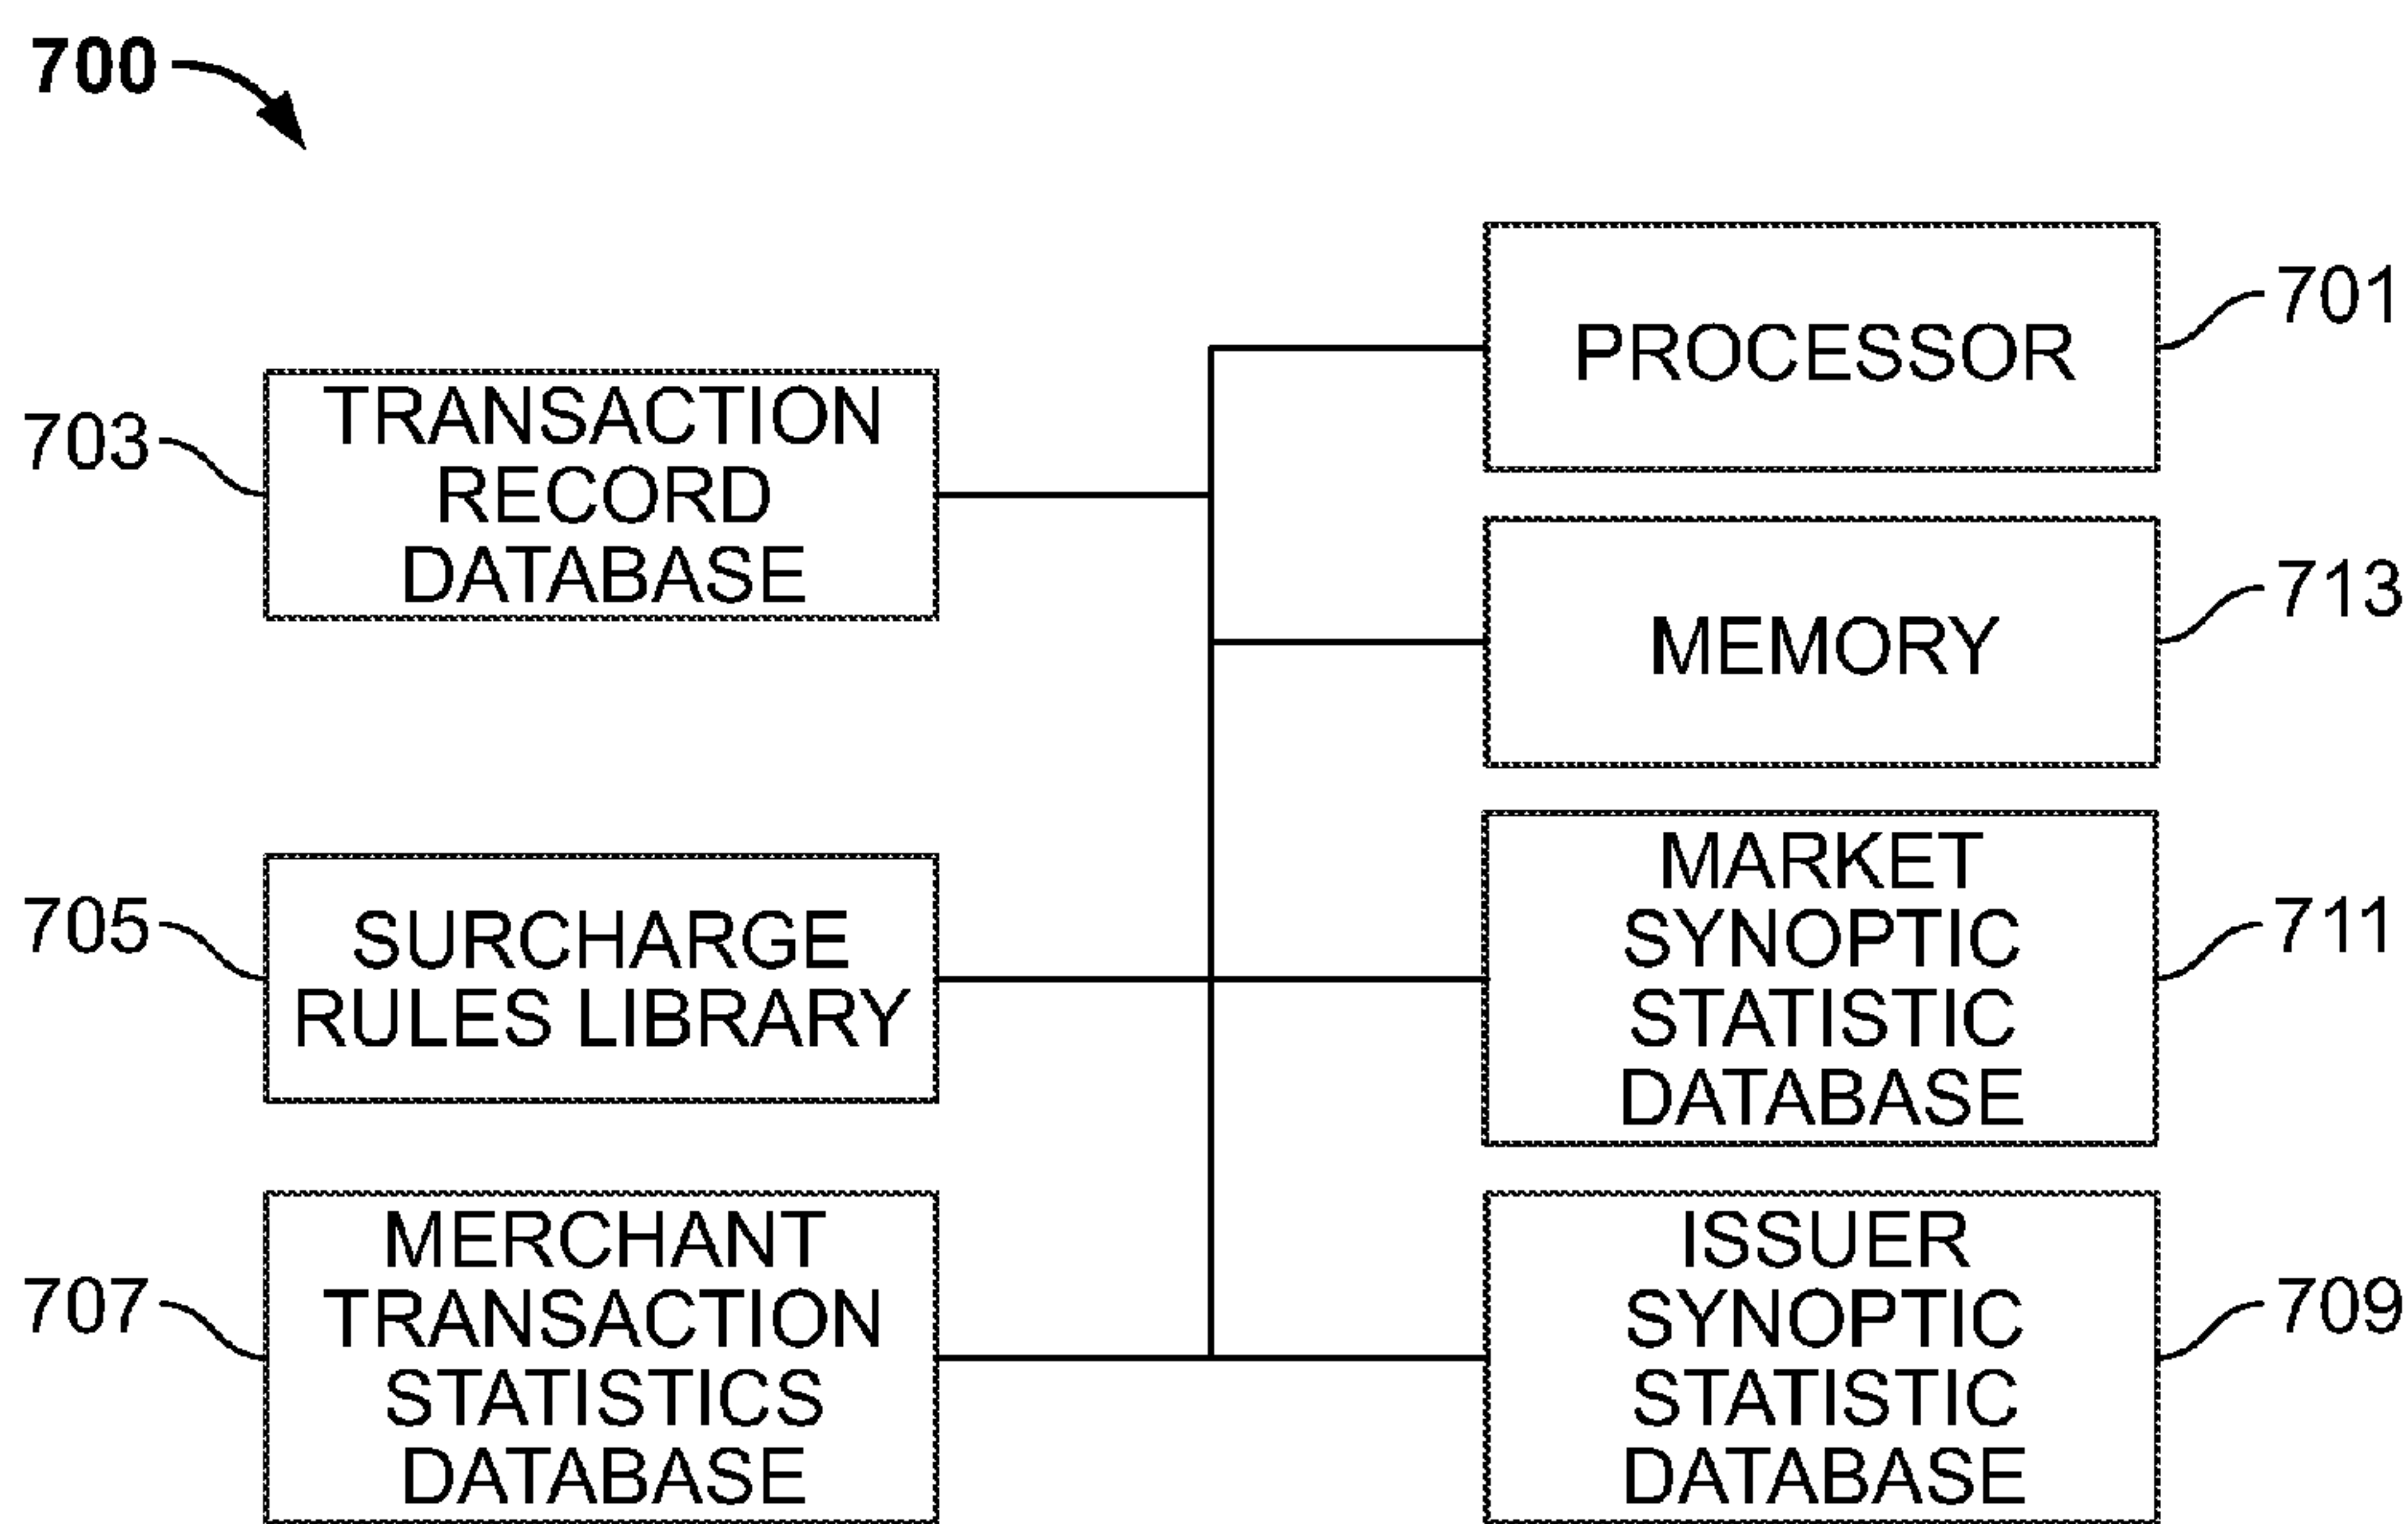 700
PROCESSOR
701
TRANSACTION
RECORD
DATABASE
703
MEMORY
713
SURCHARGE
RULES LIBRARY
705
MARKET
SYNOPTIC
STATISTIC
DATABASE
711
MERCHANT
TRANSACTION
STATISTICS
DATABASE
707
ISSUER
SYNOPTIC
STATISTIC
DATABASE
709